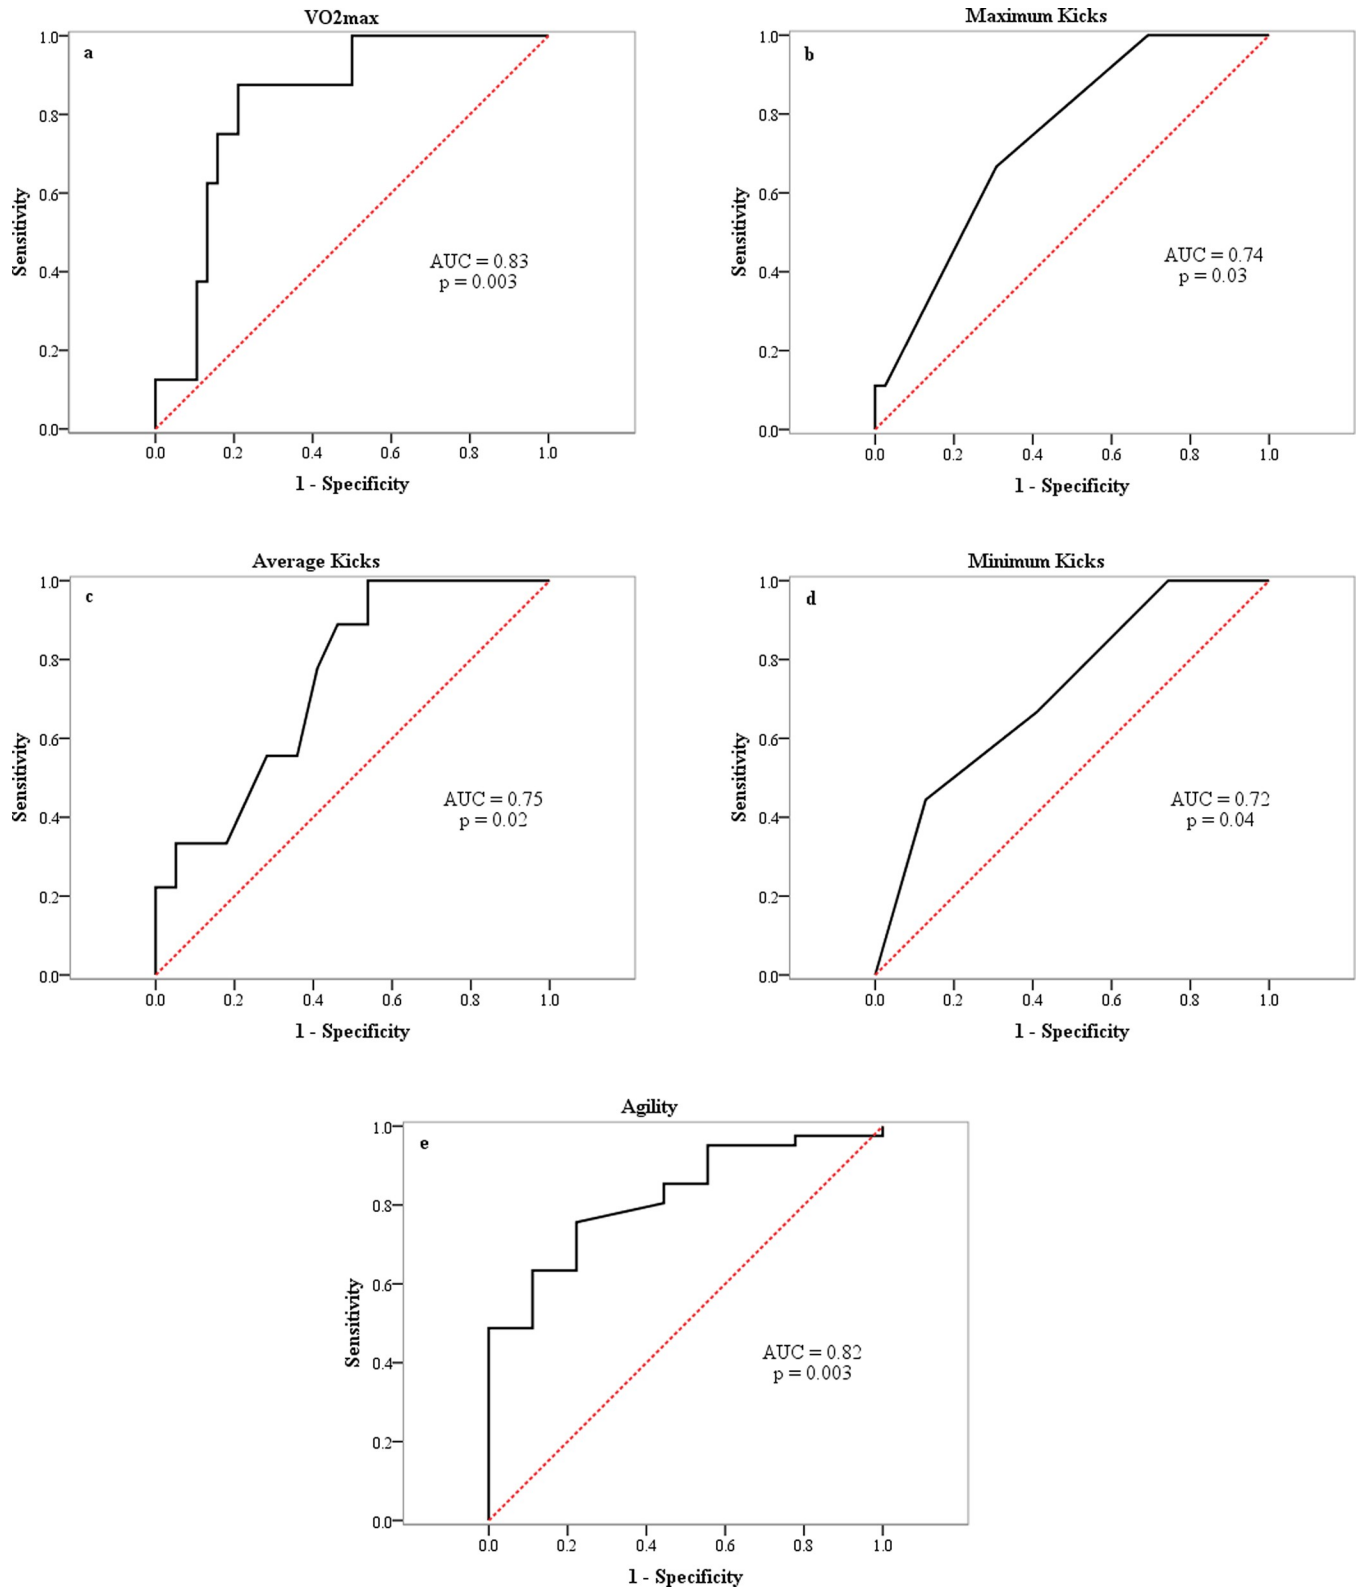 VO2max
a
1.0
0.8
0.6
0.4
0.2
0.0
Sensitivity
AUC = 0.83
p = 0.003
0.0 0.2 0.4 0.6 0.8 1.0
1 - Specificity
Maximum Kicks
b
1.0
0.8
0.6
0.4
0.2
0.0
Sensitivity
AUC = 0.74
p = 0.03
0.0 0.2 0.4 0.6 0.8 1.0
1 - Specificity
Average Kicks
c
1.0
0.8
0.6
0.4
0.2
0.0
Sensitivity
AUC = 0.75
p = 0.02
0.0 0.2 0.4 0.6 0.8 1.0
1 - Specificity
Minimum Kicks
d
1.0
0.8
0.6
0.4
0.2
0.0
Sensitivity
AUC = 0.72
p = 0.04
0.0 0.2 0.4 0.6 0.8 1.0
1 - Specificity
Agility
e
1.0
0.8
0.6
0.4
0.2
0.0
Sensitivity
AUC = 0.82
p = 0.003
0.0 0.2 0.4 0.6 0.8 1.0
1 - Specificity